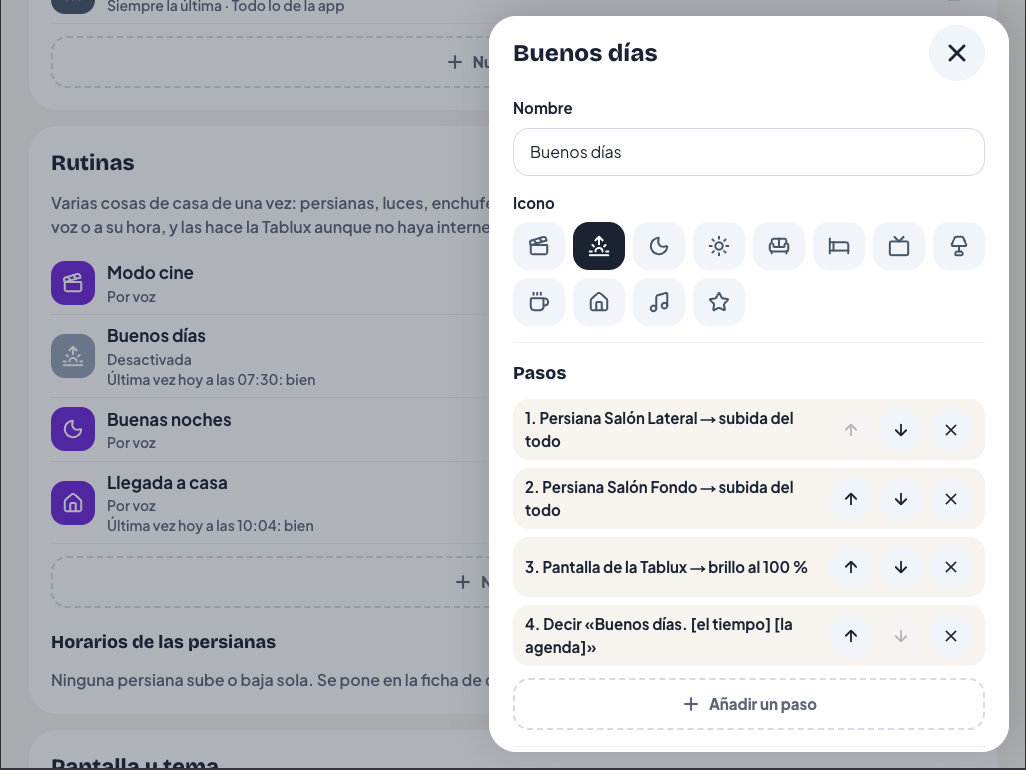 Siempre la última · Todo lo de la app
Rutinas
Varias cosas de casa de una vez: persianas, luces,
voz o a su hora, y las hace la Tablux aunque no haya
Modo cine
Por voz
Buenos días
Desactivada
Última vez hoy a las 07:30: bien
Buenas noches
Por voz
Llegada a casa
Por voz
Última vez hoy a las 10:04: bien
Horarios de las persianas
Ninguna persiana sube o baja sola. Se pone en la ficha de
Pantalla y tema
Buenos días
Nombre
Buenos días
Icono
Pasos
1. Persiana Salón Lateral → subida del
todo
2. Persiana Salón Fondo → subida del
todo
3. Pantalla de la Tablux → brillo al 100 %
4. Decir «Buenos días. [el tiempo] [la
agenda]»
Añadir un paso